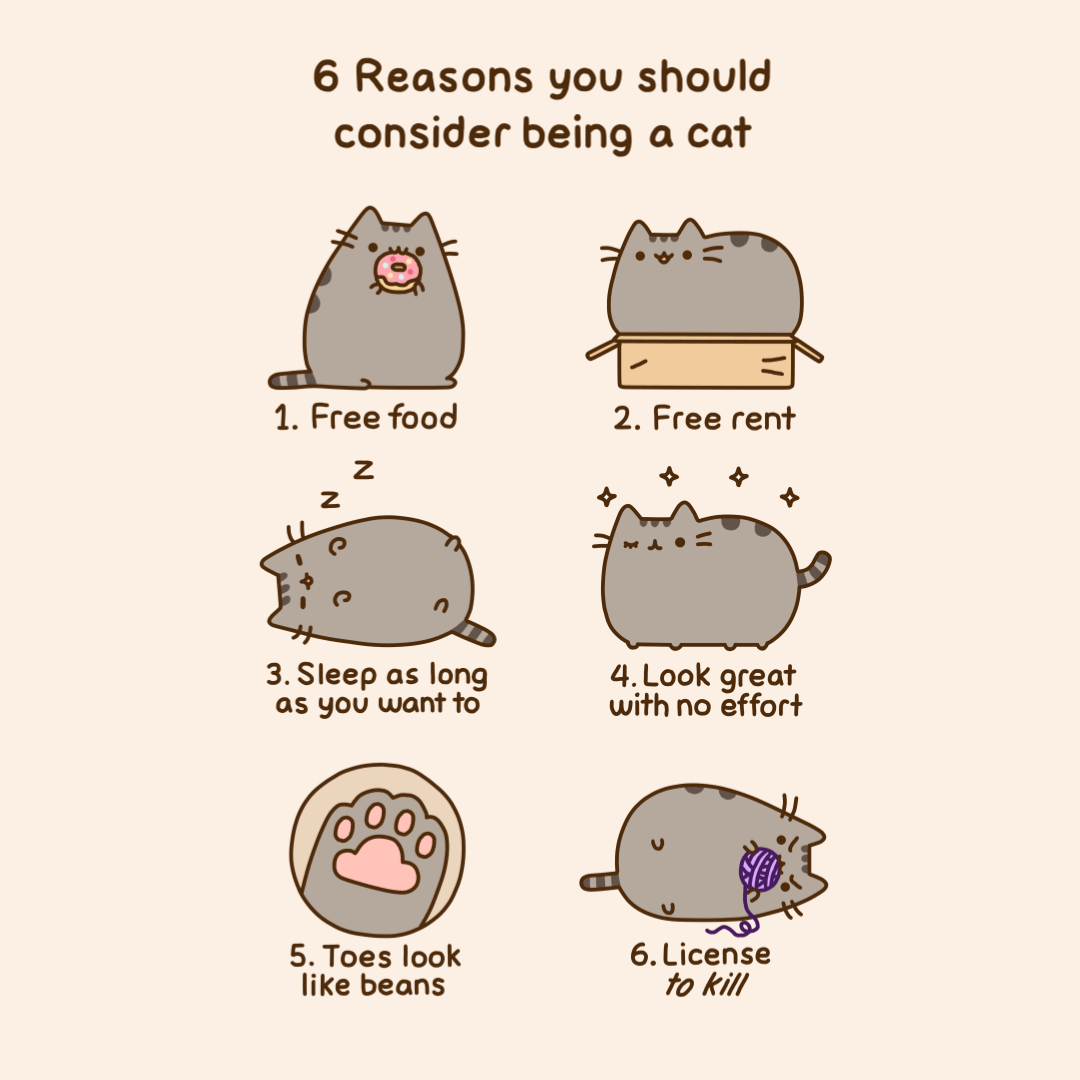 6 Reasons you should
consider being a cat
1. Free food
2. Free rent
z
z
3. Sleep as long
as you want to
4. Look great
with no effort
5. Toes look
like beans
6. License
to kill